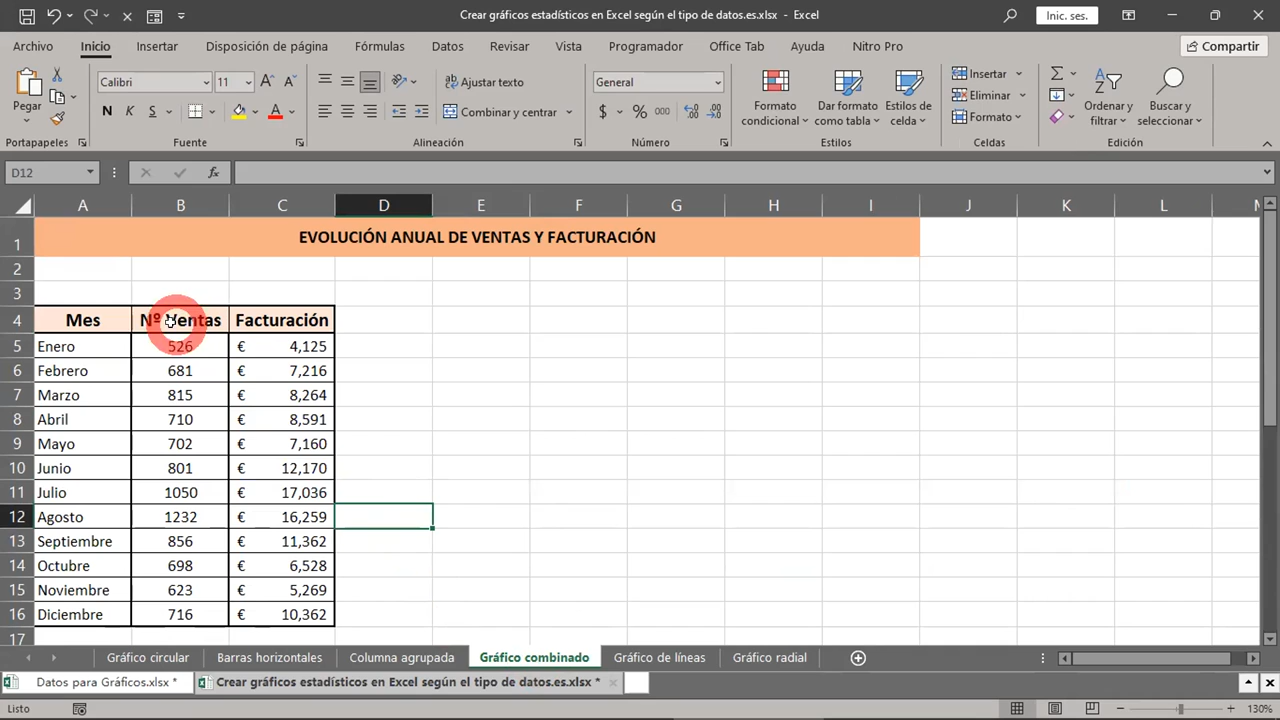 Crear gráficos estadísticos en Excel según el tipo de datos.es.xlsx - Excel
Inic. ses.
Archivo Inicio Insertar Disposición de página Fórmulas Datos Revisar Vista Programador Office Tab Ayuda Nitro Pro Compartir
Pegar
Calibri 11
N K S
Ajustar texto
Combinar y centrar
General
$ % 000
Formato condicional
Dar formato como tabla
Estilos de celda
Insertar
Eliminar
Formato
Ordenar y filtrar
Buscar y seleccionar
Portapapeles Fuente Alineación Número Estilos Celdas Edición
D12 fx
A B C D E F G H I J K L M
1 EVOLUCIÓN ANUAL DE VENTAS Y FACTURACIÓN
2
3
4 Mes Nº Ventas Facturación
5 Enero 526 € 4,125
6 Febrero 681 € 7,216
7 Marzo 815 € 8,264
8 Abril 710 € 8,591
9 Mayo 702 € 7,160
10 Junio 801 € 12,170
11 Julio 1050 € 17,036
12 Agosto 1232 € 16,259
13 Septiembre 856 € 11,362
14 Octubre 698 € 6,528
15 Noviembre 623 € 5,269
16 Diciembre 716 € 10,362
17
Gráfico circular Barras horizontales Columna agrupada Gráfico combinado Gráfico de líneas Gráfico radial
Datos para Gráficos.xlsx * Crear gráficos estadísticos en Excel según el tipo de datos.es.xlsx *
Listo 130%